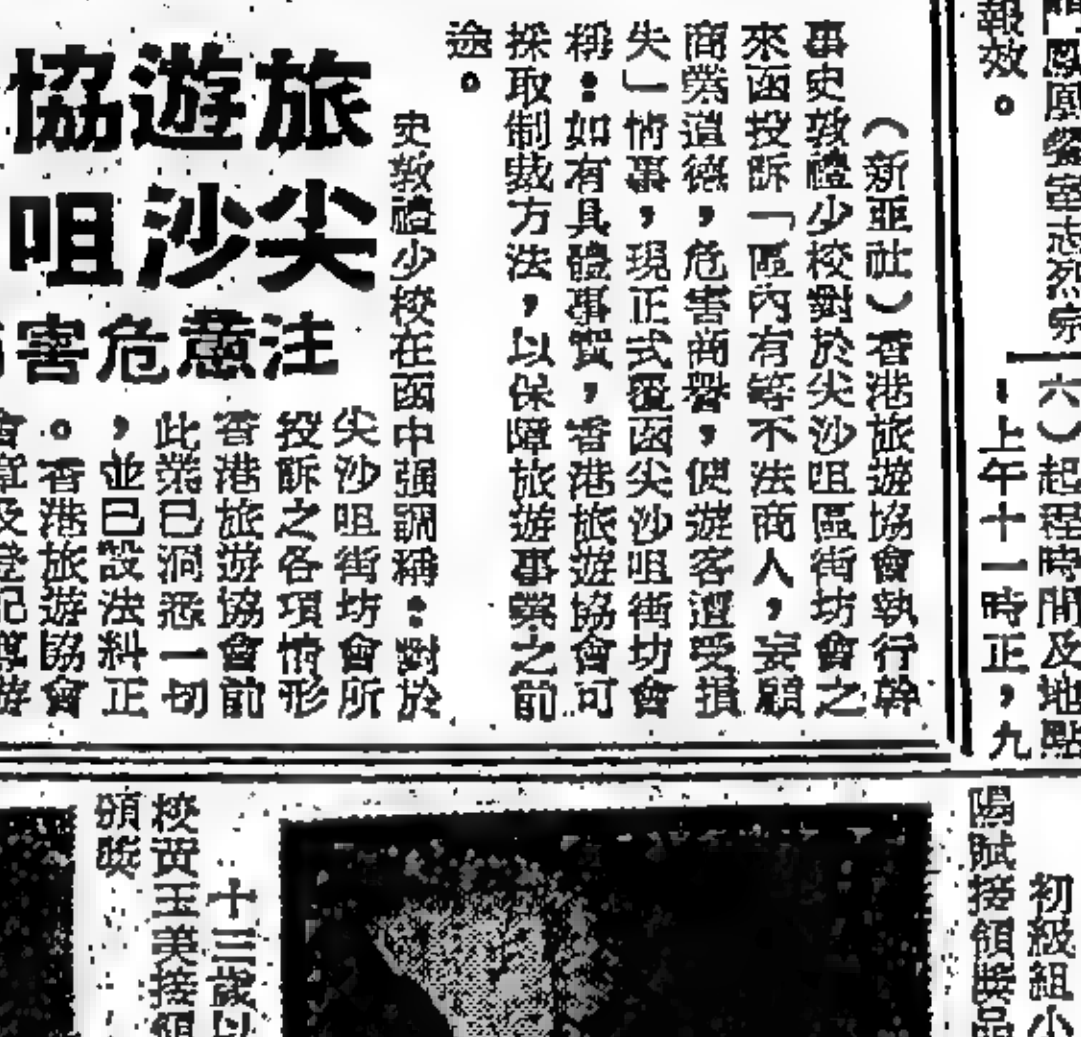 報效。
六）起程時間及地點
上午十一時正，九
旅遊協
尖沙咀
注意危害
（新亞社）香港旅遊協會執行幹
事史敦禮少校對於尖沙咀區街坊會之
來函投訴「區內有等不法商人，妄顧
商業道德，危害商譽，使遊客遭受損
失」情事，現正式覆函尖沙咀街坊會
稱：如有具體事實，香港旅遊協會可
採取制裁方法，以保障旅遊事業之前
途。
史敦禮少校在函中强調稱：對於
尖沙咀街坊會所
投訴之各項情形
香港旅遊協會前
此業已洞悉一切
，並已設法糾正
。香港旅遊協會
初級組小
陽賦接領獎品
十三歲以
校黃玉美接領
頒獎